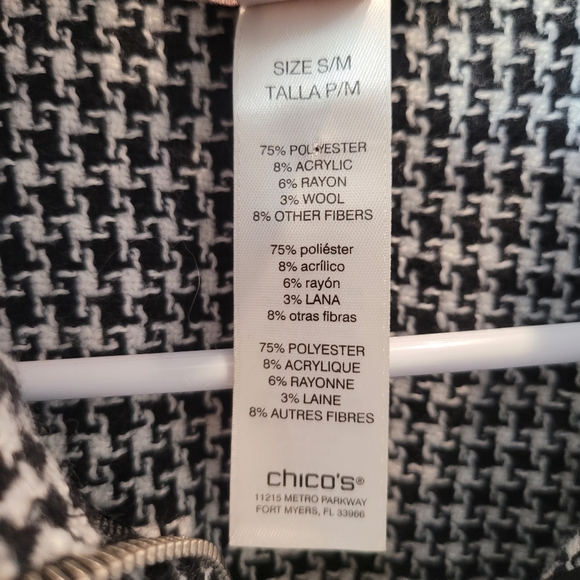 SIZE S/M
TALLA P/M
75% POLYESTER
8% ACRYLIC
6% RAYON
3% WOOL
8% OTHER FIBERS
75% poliéster
8% acrílico
6% rayón
3% LANA
8% otras fibras
75% POLYESTER
8% ACRYLIQUE
6% RAYONNE
3% LAINE
8% AUTRES FIBRES
chico's®
11215 METRO PARKWAY
FORT MYERS, FL 33966